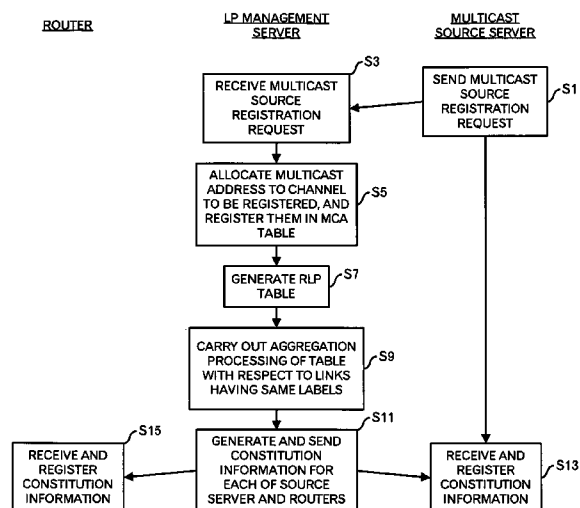 ROUTER
LP MANAGEMENT
SERVER
MULTICAST
SOURCE SERVER
S3
RECEIVE MULTICAST
SOURCE
REGISTRATION
REQUEST
S1
SEND MULTICAST
SOURCE
REGISTRATION
REQUEST
S5
ALLOCATE MULTICAST
ADDRESS TO CHANNEL
TO BE REGISTERED, AND
REGISTER THEM IN MCA
TABLE
S7
GENERATE RLP
TABLE
S9
CARRY OUT AGGREGATION
PROCESSING OF TABLE
WITH RESPECT TO LINKS
HAVING SAME LABELS
S15
RECEIVE AND
REGISTER
CONSTITUTION
INFORMATION
S11
GENERATE AND SEND
CONSTITUTION
INFORMATION FOR
EACH OF SOURCE
SERVER AND ROUTERS
S13
RECEIVE AND
REGISTER
CONSTITUTION
INFORMATION